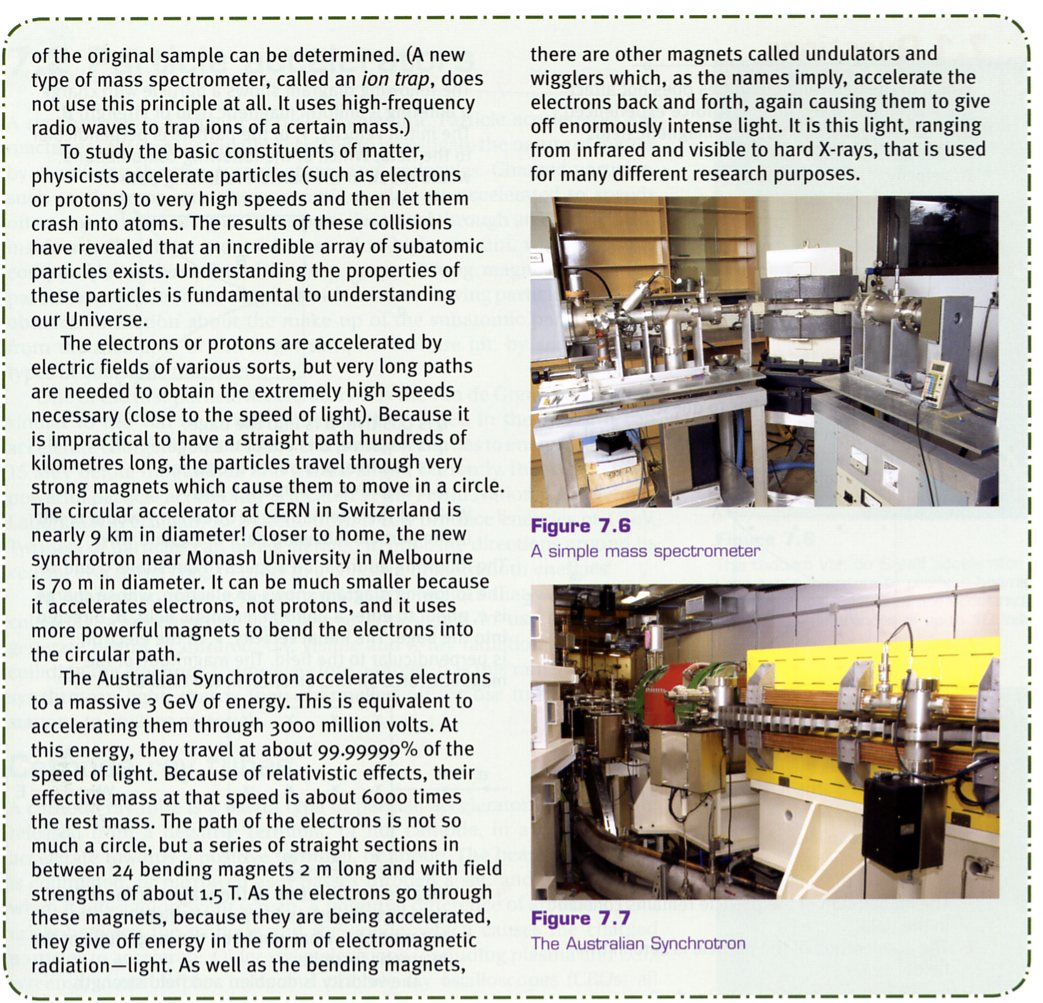 of the original sample can be determined. (A new
type of mass spectrometer, called an ion trap, does
not use this principle at all. It uses high-frequency
radio waves to trap ions of a certain mass.)
To study the basic constituents of matter,
physicists accelerate particles (such as electrons
or protons) to very high speeds and then let them
crash into atoms. The results of these collisions
have revealed that an incredible array of subatomic
particles exists. Understanding the properties of
these particles is fundamental to understanding
our Universe.
The electrons or protons are accelerated by
electric fields of various sorts, but very long paths
are needed to obtain the extremely high speeds
necessary (close to the speed of light). Because it
is impractical to have a straight path hundreds of
kilometres long, the particles travel through very
strong magnets which cause them to move in a circle.
The circular accelerator at CERN in Switzerland is
nearly 9 km in diameter! Closer to home, the new
synchrotron near Monash University in Melbourne
is 70 m in diameter. It can be much smaller because
it accelerates electrons, not protons, and it uses
more powerful magnets to bend the electrons into
the circular path.
The Australian Synchrotron accelerates electrons
to a massive 3 GeV of energy. This is equivalent to
accelerating them through 3000 million volts. At
this energy, they travel at about 99.99999% of the
speed of light. Because of relativistic effects, their
effective mass at that speed is about 6000 times
the rest mass. The path of the electrons is not so
much a circle, but a series of straight sections in
between 24 bending magnets 2 m long and with field
strengths of about 1.5 T. As the electrons go through
these magnets, because they are being accelerated,
they give off energy in the form of electromagnetic
radiation—light. As well as the bending magnets,
there are other magnets called undulators and
wigglers which, as the names imply, accelerate the
electrons back and forth, again causing them to give
off enormously intense light. It is this light, ranging
from infrared and visible to hard X-rays, that is used
for many different research purposes.
Figure 7.6
A simple mass spectrometer
Figure 7.7
The Australian Synchrotron